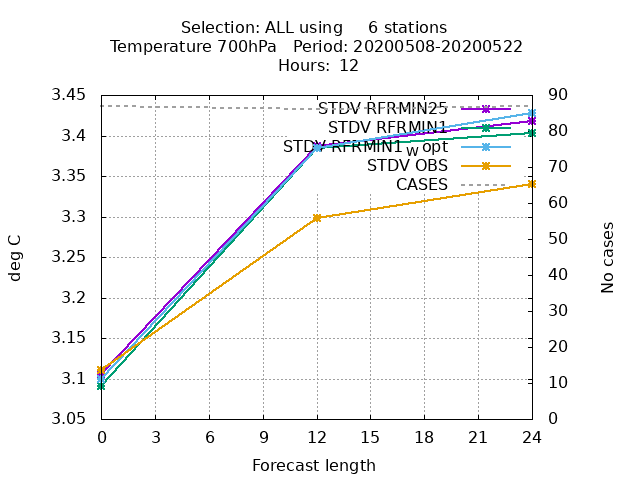 Selection: ALL using     6 stations
Temperature 700hPa   Period: 20200508-20200522
Hours:  12
3.45
3.4
3.35
3.3
3.25
3.2
3.15
3.1
3.05
deg C
STDV RFRMIN25
STDV RFRMIN1
STDV RFRMIN1_w opt
STDV OBS
CASES
90
80
70
60
50
40
30
20
10
0
No cases
0 3 6 9 12 15 18 21 24
Forecast length